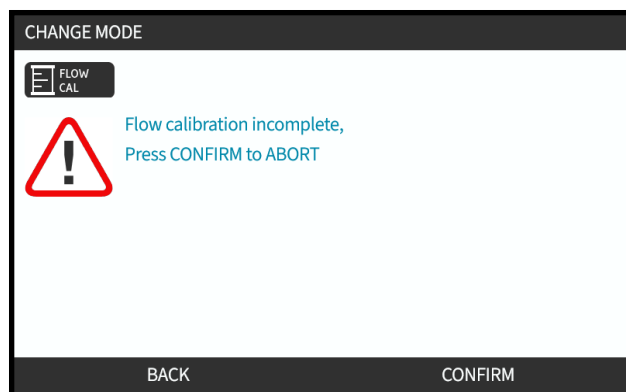 CHANGE MODE
FLOW
CAL
Flow calibration incomplete,
Press CONFIRM to ABORT
!
BACK
CONFIRM